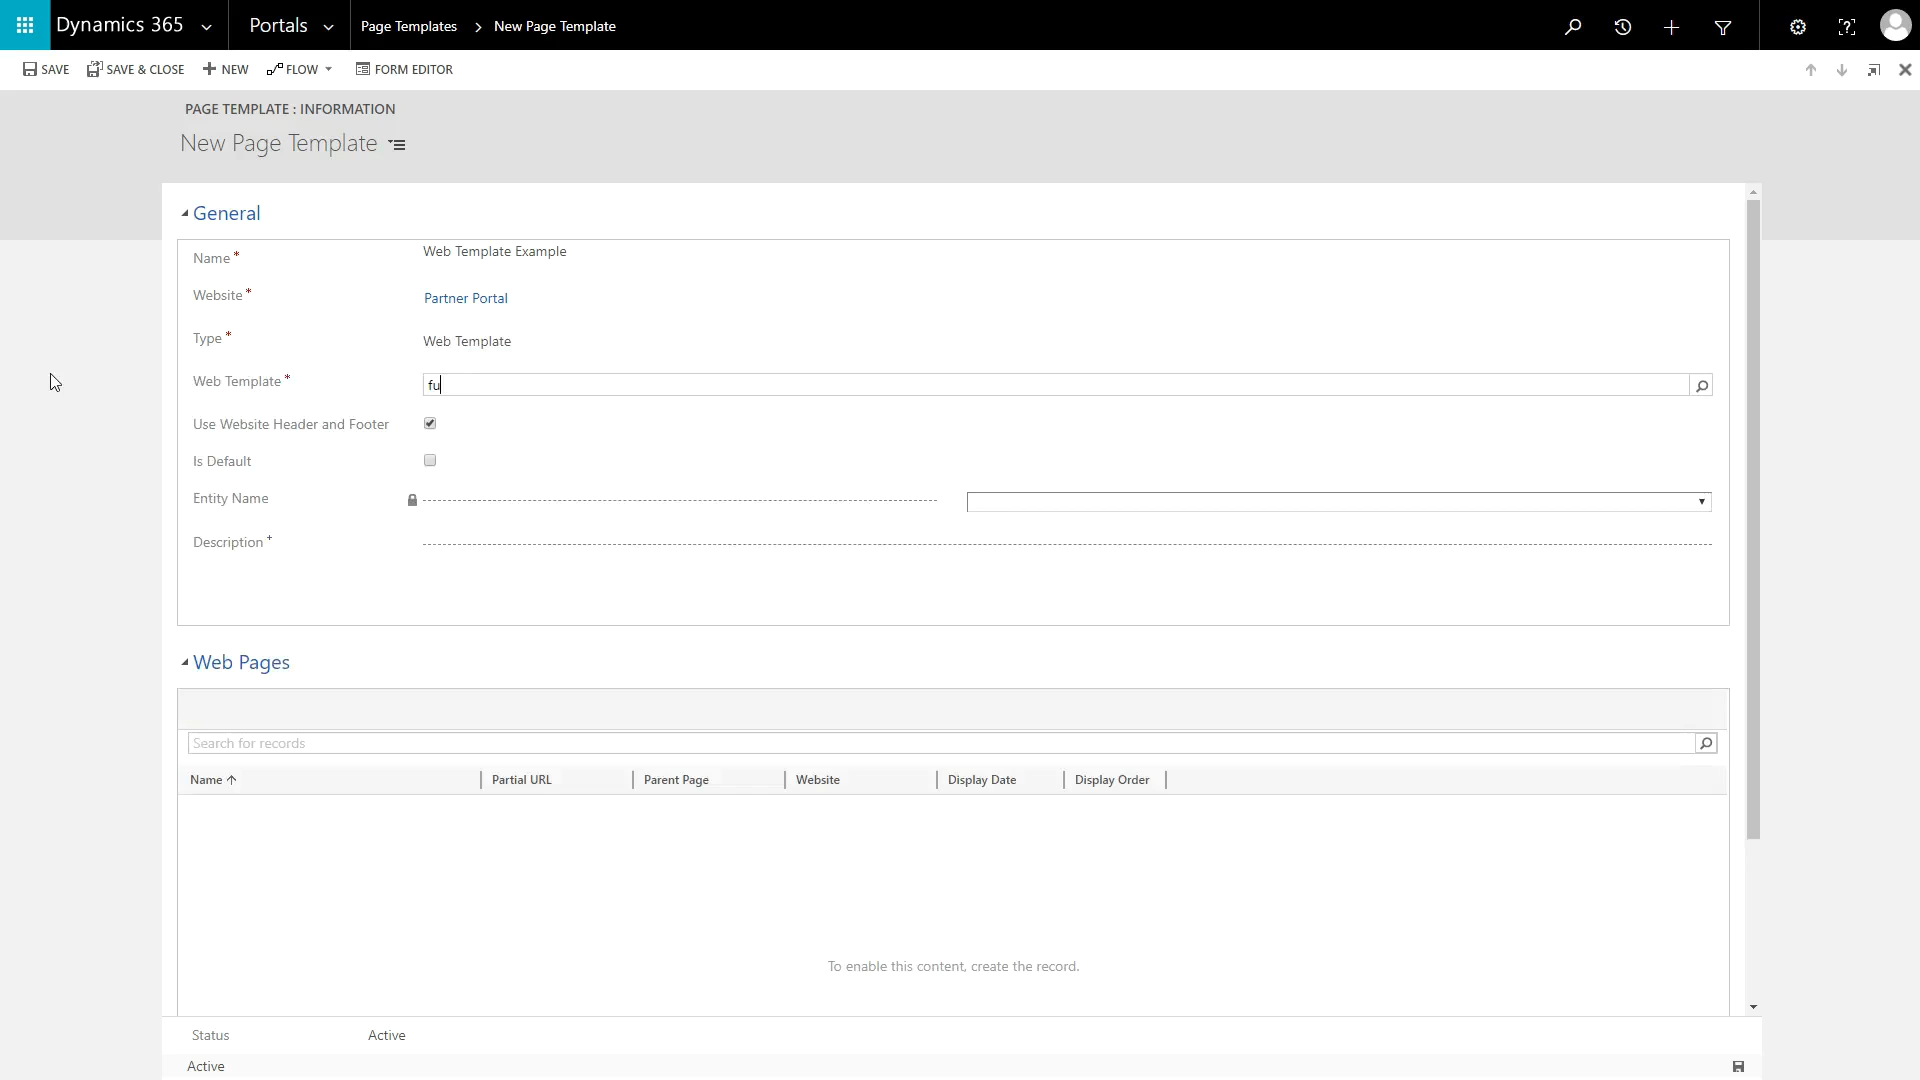 Dynamics 365
Portals
Page Templates > New Page Template
SAVE
SAVE & CLOSE
NEW
FLOW
FORM EDITOR
PAGE TEMPLATE : INFORMATION
New Page Template
General
Name* Web Template Example
Website* Partner Portal
Type* Web Template
Web Template* fu
Use Website Header and Footer
Is Default
Entity Name
Description+
Web Pages
Search for records
Name ↑ Partial URL Parent Page Website Display Date Display Order
To enable this content, create the record.
Status Active
Active